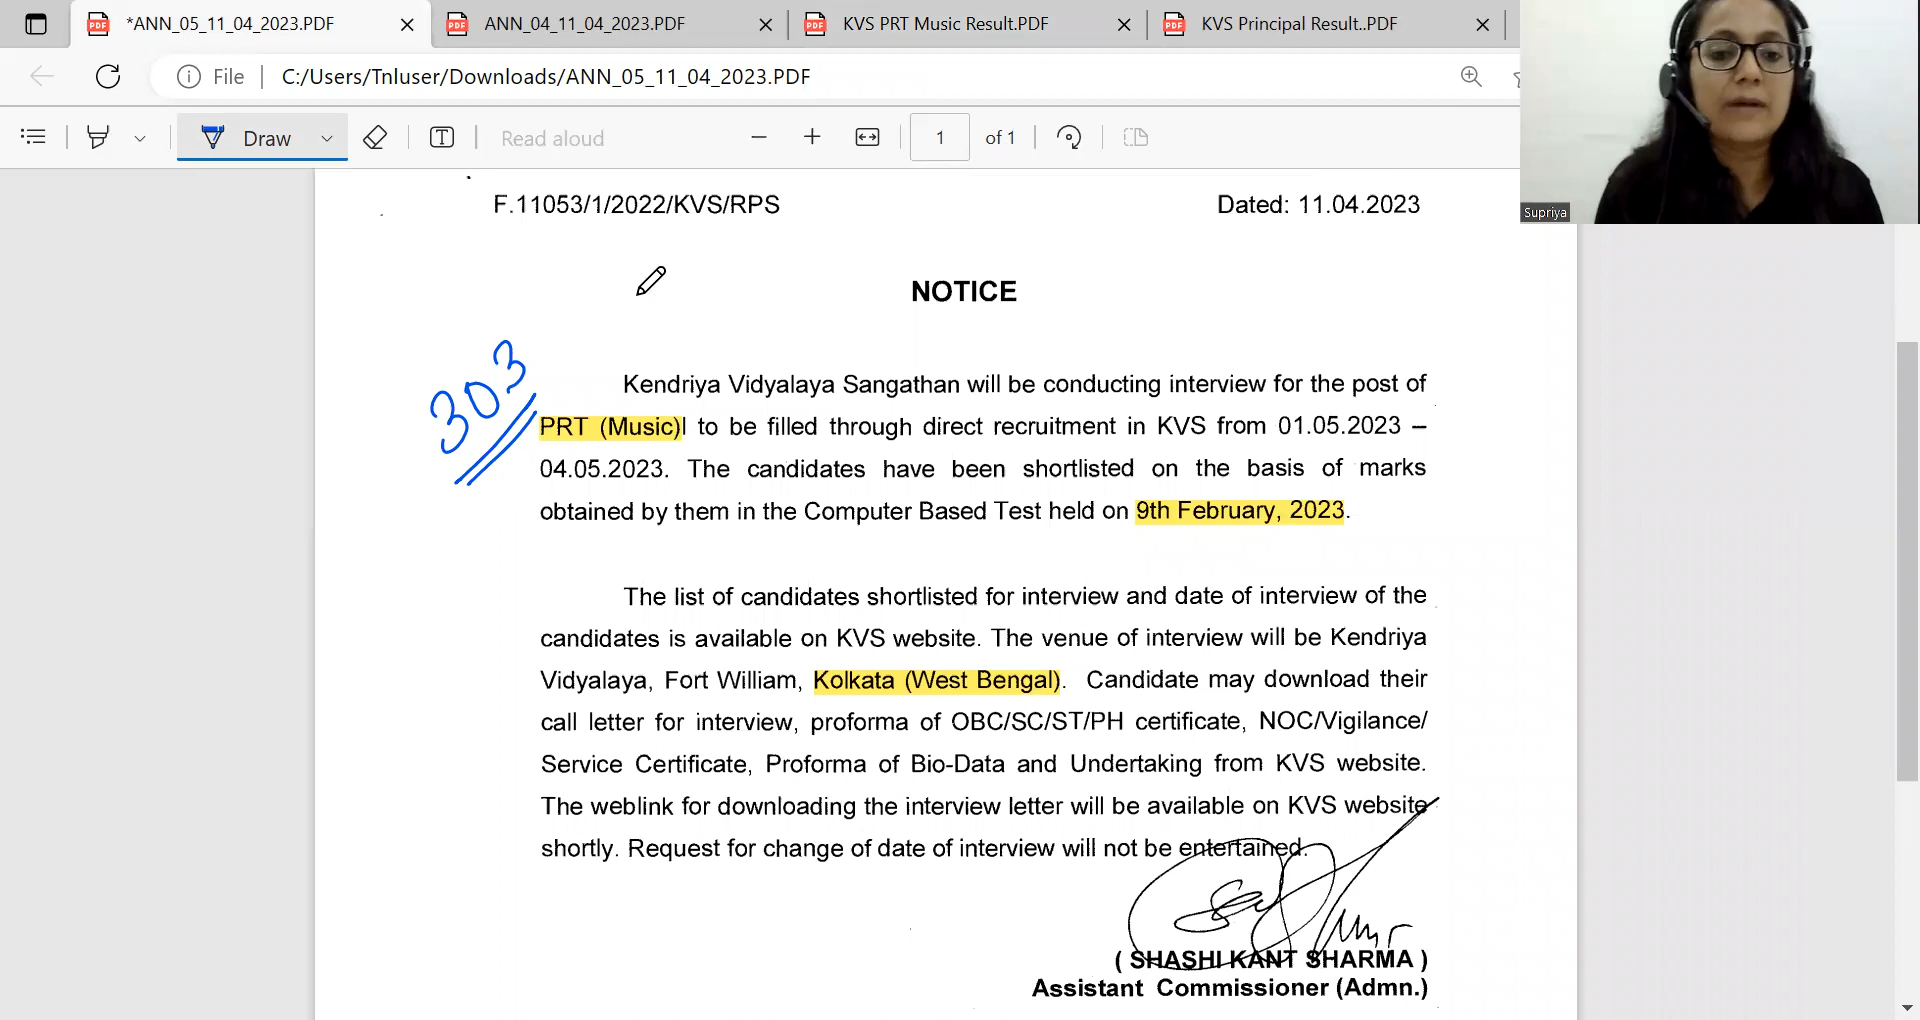 *ANN_05_11_04_2023.PDF
ANN_04_11_04_2023.PDF
KVS PRT Music Result.PDF
KVS Principal Result..PDF
File
C:/Users/Tnluser/Downloads/ANN_05_11_04_2023.PDF
Draw
Read aloud
1
of 1
Supriya
F.11053/1/2022/KVS/RPS
Dated: 11.04.2023
NOTICE
303
Kendriya Vidyalaya Sangathan will be conducting interview for the post of
PRT (Music)l to be filled through direct recruitment in KVS from 01.05.2023 –
04.05.2023. The candidates have been shortlisted on the basis of marks
obtained by them in the Computer Based Test held on 9th February, 2023.
The list of candidates shortlisted for interview and date of interview of the
candidates is available on KVS website. The venue of interview will be Kendriya
Vidyalaya, Fort William, Kolkata (West Bengal). Candidate may download their
call letter for interview, proforma of OBC/SC/ST/PH certificate, NOC/Vigilance/
Service Certificate, Proforma of Bio-Data and Undertaking from KVS website.
The weblink for downloading the interview letter will be available on KVS website
shortly. Request for change of date of interview will not be entertained.
( SHASHI KANT SHARMA )
Assistant Commissioner (Admn.)